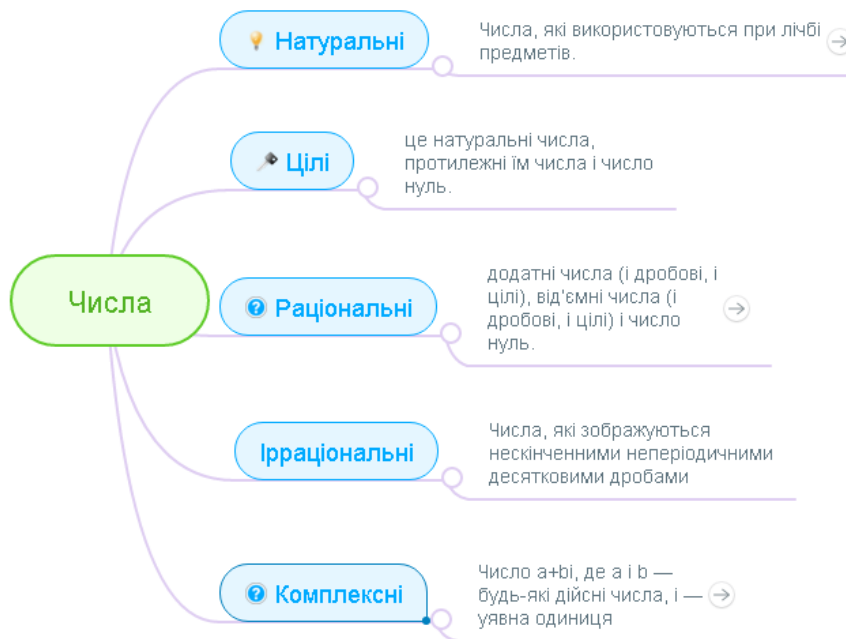 Числа
Натуральні
Числа, які використовуються при лічбі
предметів.
Цілі
це натуральні числа,
протилежні їм числа і число
нуль.
Раціональні
додатні числа (і дробові, і
цілі), від'ємні числа (і
дробові, і цілі) і число
нуль.
Ірраціональні
Числа, які зображуються
нескінченними неперіодичними
десятковими дробами
Комплексні
Число a+bi, де a і b —
будь-які дійсні числа, і —
уявна одиниця